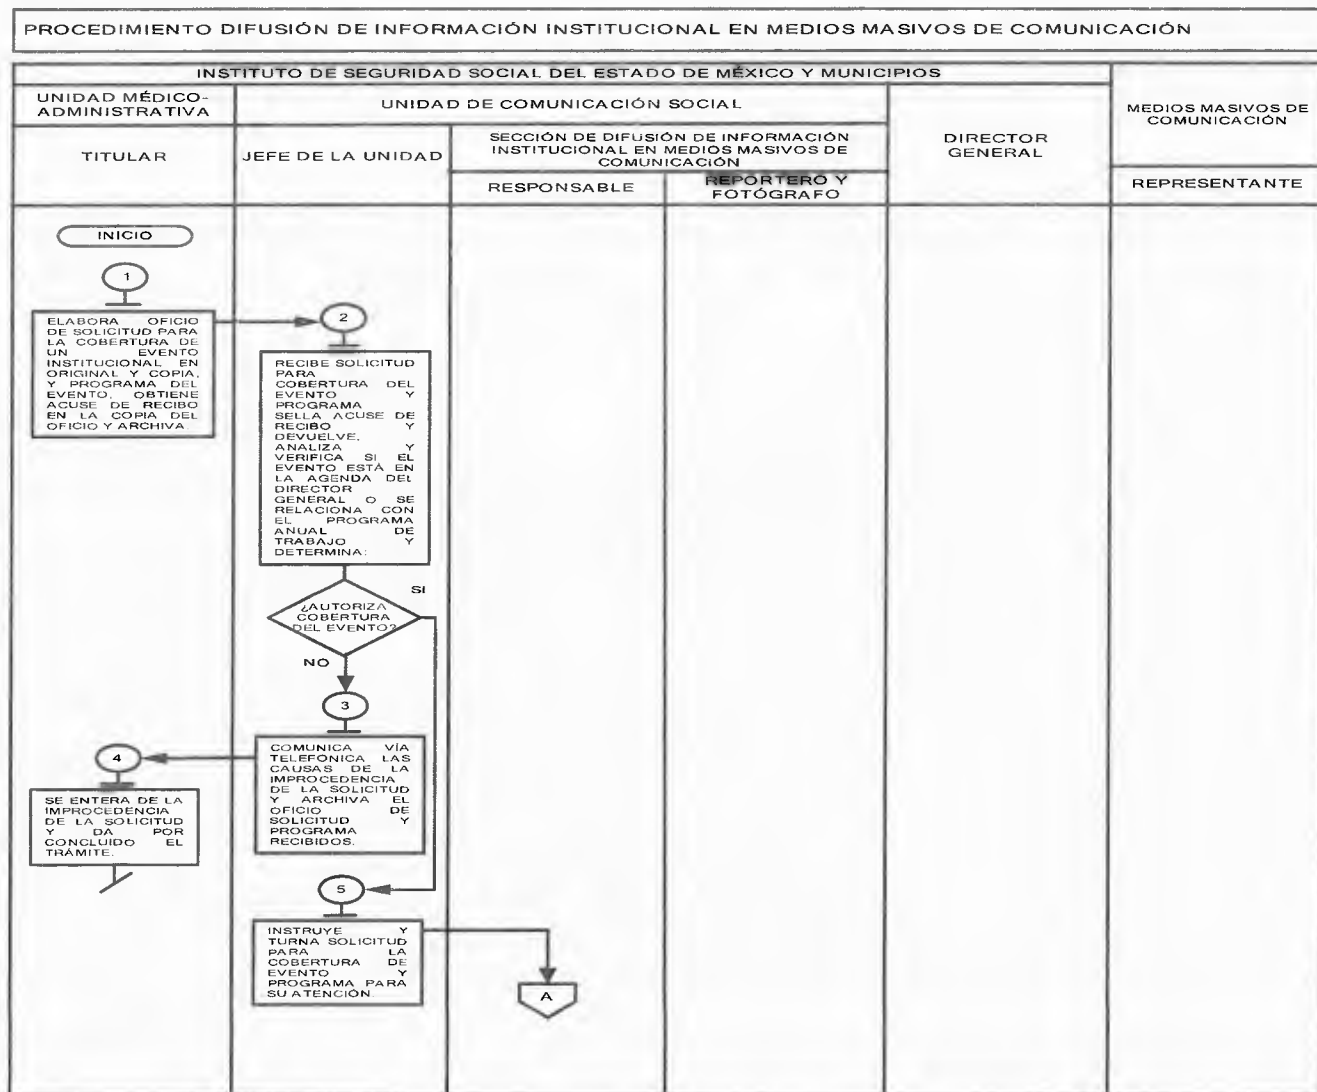 PROCEDIMIENTO DIFUSIÓN DE INFORMACIÓN INSTITUCIONAL EN MEDIOS MASIVOS DE COMUNICACIÓN
INSTITUTO DE SEGURIDAD SOCIAL DEL ESTADO DE MÉXICO Y MUNICIPIOS
UNIDAD MÉDICO-
ADMINISTRATIVA
UNIDAD DE COMUNICACIÓN SOCIAL
DIRECTOR
GENERAL
MEDIOS MASIVOS DE
COMUNICACIÓN
TITULAR
JEFE DE LA UNIDAD
SECCIÓN DE DIFUSIÓN DE INFORMACIÓN
INSTITUCIONAL EN MEDIOS MASIVOS DE
COMUNICACIÓN
RESPONSABLE
REPORTERO Y
FOTÓGRAFO
REPRESENTANTE
INICIO
1
ELABORA OFICIO
DE SOLICITUD PARA
LA COBERTURA DE
UN EVENTO
INSTITUCIONAL EN
ORIGINAL Y COPIA,
Y PROGRAMA DEL
EVENTO, OBTIENE
ACUSE DE RECIBO
EN LA COPIA DEL
OFICIO Y ARCHIVA.
2
RECIBE SOLICITUD
PARA
COBERTURA DEL
EVENTO Y
PROGRAMA
SELLA ACUSE DE
RECIBO Y
DEVUELVE,
ANALIZA Y
VERIFICA SI EL
EVENTO ESTÁ EN
LA AGENDA DEL
DIRECTOR
GENERAL O SE
RELACIONA CON
EL PROGRAMA
ANUAL DE
TRABAJO Y
DETERMINA:
SI
¿AUTORIZA
COBERTURA
DEL EVENTO?
NO
3
COMUNICA VÍA
TELEFÓNICA LAS
CAUSAS DE LA
IMPROCEDENCIA
DE LA SOLICITUD
Y ARCHIVA EL
OFICIO DE
SOLICITUD Y
PROGRAMA
RECIBIDOS.
4
SE ENTERA DE LA
IMPROCEDENCIA
DE LA SOLICITUD
Y DA POR
CONCLUIDO EL
TRÁMITE.
5
INSTRUYE Y
TURNA SOLICITUD
PARA LA
COBERTURA DE
EVENTO Y
PROGRAMA PARA
SU ATENCIÓN.
A